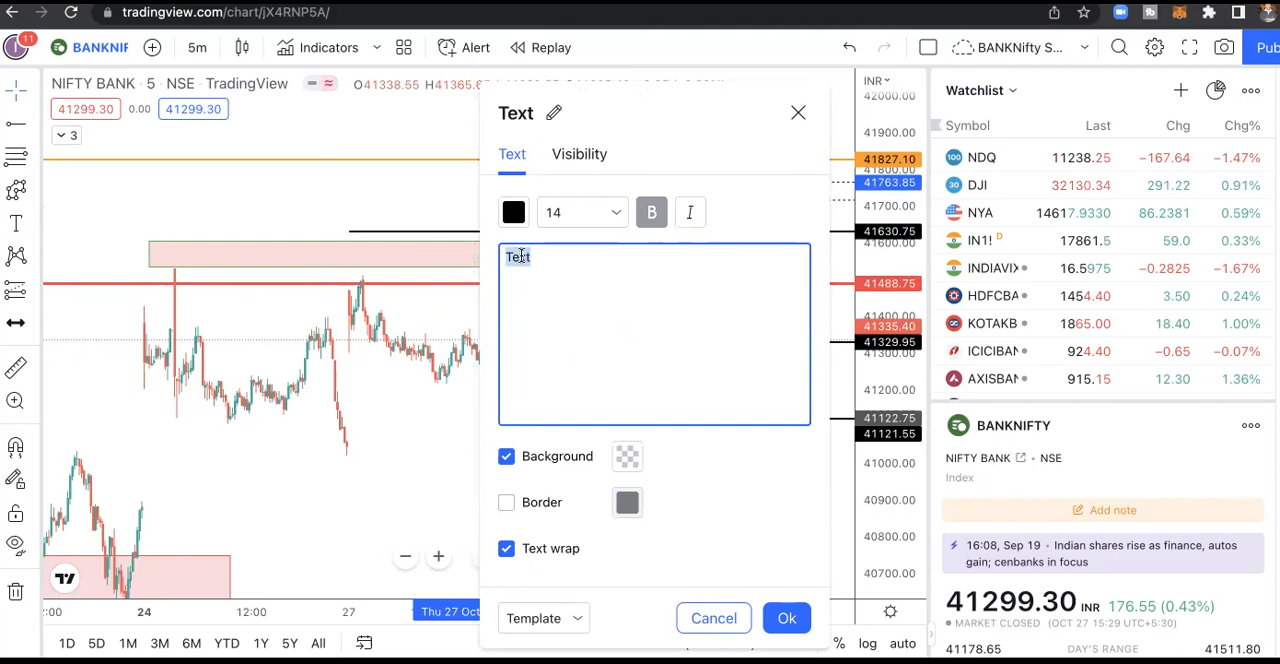 tradingview.com/chart/jX4RNP5A/
11
BANKNIF
5m
Indicators
Alert
Replay
BANKNifty S...
Pub
NIFTY BANK · 5 · NSE · TradingView
O41338.55 H41365.6
41299.30
0.00
41299.30
3
INR
42000.00
41900.00
41827.10
41800.00
41763.85
41700.00
41630.75
41600.00
41488.75
41400.00
41335.40
41329.95
41300.00
41200.00
41122.75
41121.55
41000.00
40900.00
40800.00
40700.00
Text
Text
Visibility
14
B
I
Text
Background
Border
Text wrap
Template
Cancel
Ok
:00
24
12:00
27
Thu 27 Oct
1D
5D
1M
3M
6M
YTD
1Y
5Y
All
%
log
auto
Watchlist
Symbol Last Chg Chg%
100 NDQ 11238.25 −167.64 −1.47%
30 DJI 32130.34 291.22 0.91%
NYA 14617.9330 86.2381 0.59%
IN1! D 17861.5 59.0 0.33%
INDIAVIX 16.5975 −0.2825 −1.67%
HDFCBA 1454.40 3.50 0.24%
KOTAKB 1865.00 18.40 1.00%
ICICIBAN 924.40 −0.65 −0.07%
AXISBAN 915.15 12.30 1.36%
BANKNIFTY
NIFTY BANK · NSE
Index
Add note
16:08, Sep 19 · Indian shares rise as finance, autos
gain; cenbanks in focus
41299.30 INR 176.55 (0.43%)
MARKET CLOSED (OCT 27 15:29 UTC+5:30)
41178.65 DAY'S RANGE 41511.80